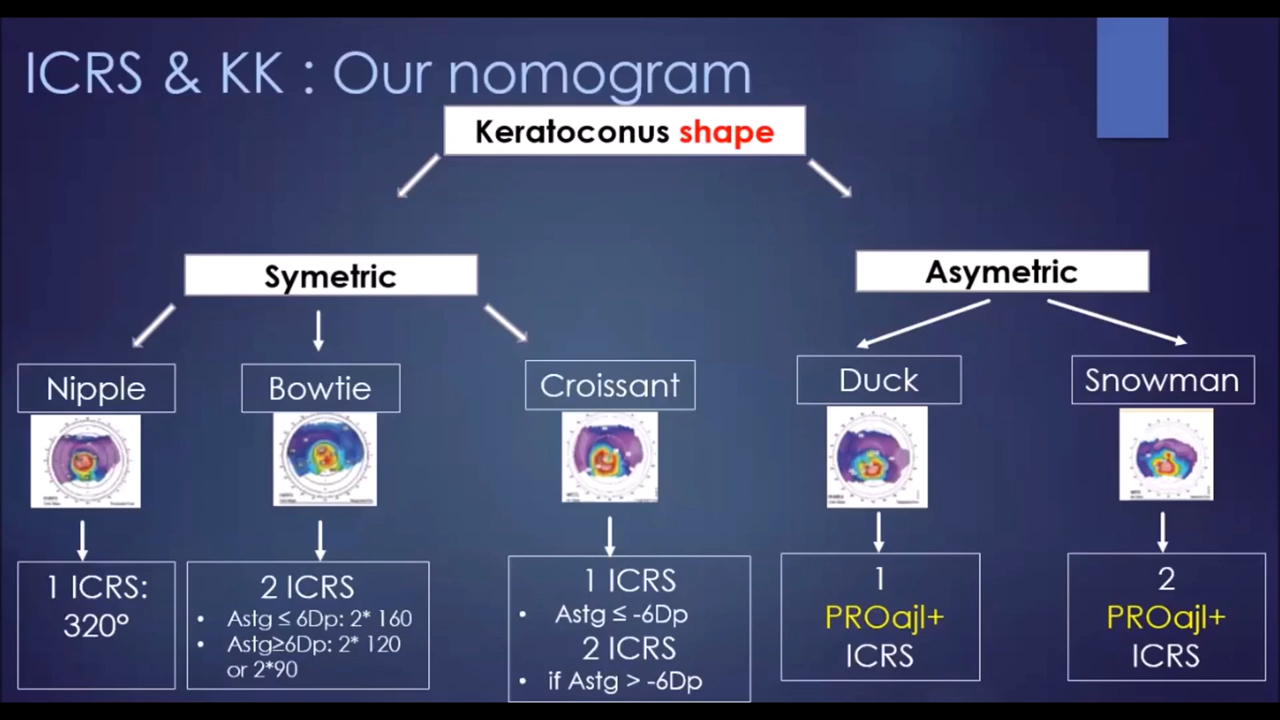 ICRS & KK : Our nomogram
Keratoconus shape
Symetric
Asymetric
Nipple
Bowtie
Croissant
Duck
Snowman
1 ICRS:
320°
2 ICRS
• Astg ≤ 6Dp: 2* 160
• Astg≥6Dp: 2* 120
or 2*90
1 ICRS
• Astg ≤ -6Dp
2 ICRS
• if Astg > -6Dp
1
PROajl+
ICRS
2
PROajl+
ICRS